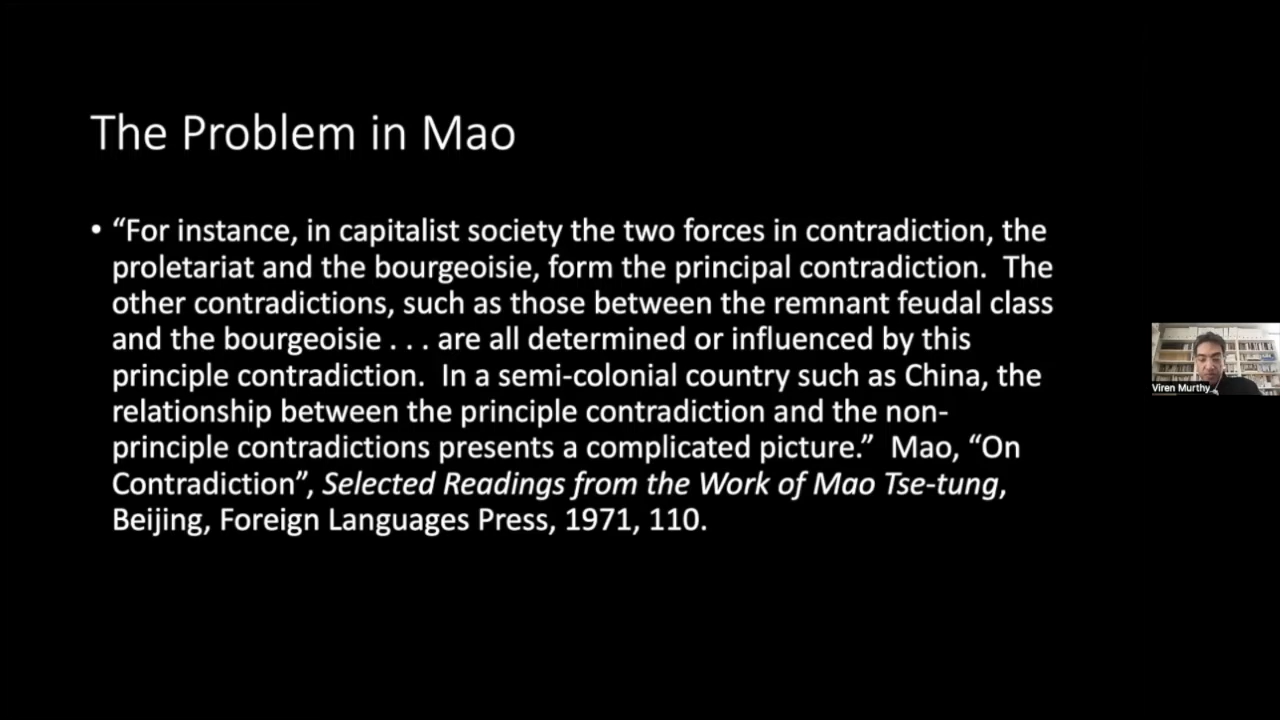 The Problem in Mao
• “For instance, in capitalist society the two forces in contradiction, the
proletariat and the bourgeoisie, form the principal contradiction.  The
other contradictions, such as those between the remnant feudal class
and the bourgeoisie . . . are all determined or influenced by this
principle contradiction.  In a semi-colonial country such as China, the
relationship between the principle contradiction and the non-
principle contradictions presents a complicated picture.”  Mao, “On
Contradiction”, Selected Readings from the Work of Mao Tse-tung,
Beijing, Foreign Languages Press, 1971, 110.
Viren Murthy